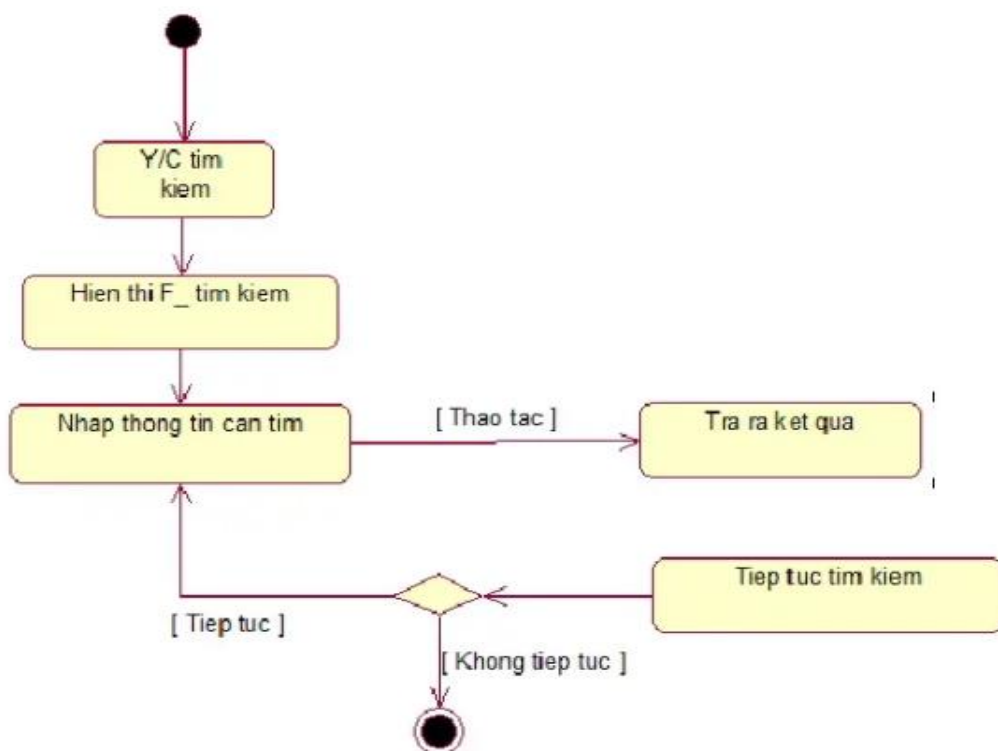 Y/C tim
kiem
Hien thi F_ tim kiem
Nhap thong tin can tim
[ Thao tac ]
Tra ra ket qua
Tiep tuc tim kiem
[ Tiep tuc ]
[ Khong tiep tuc ]